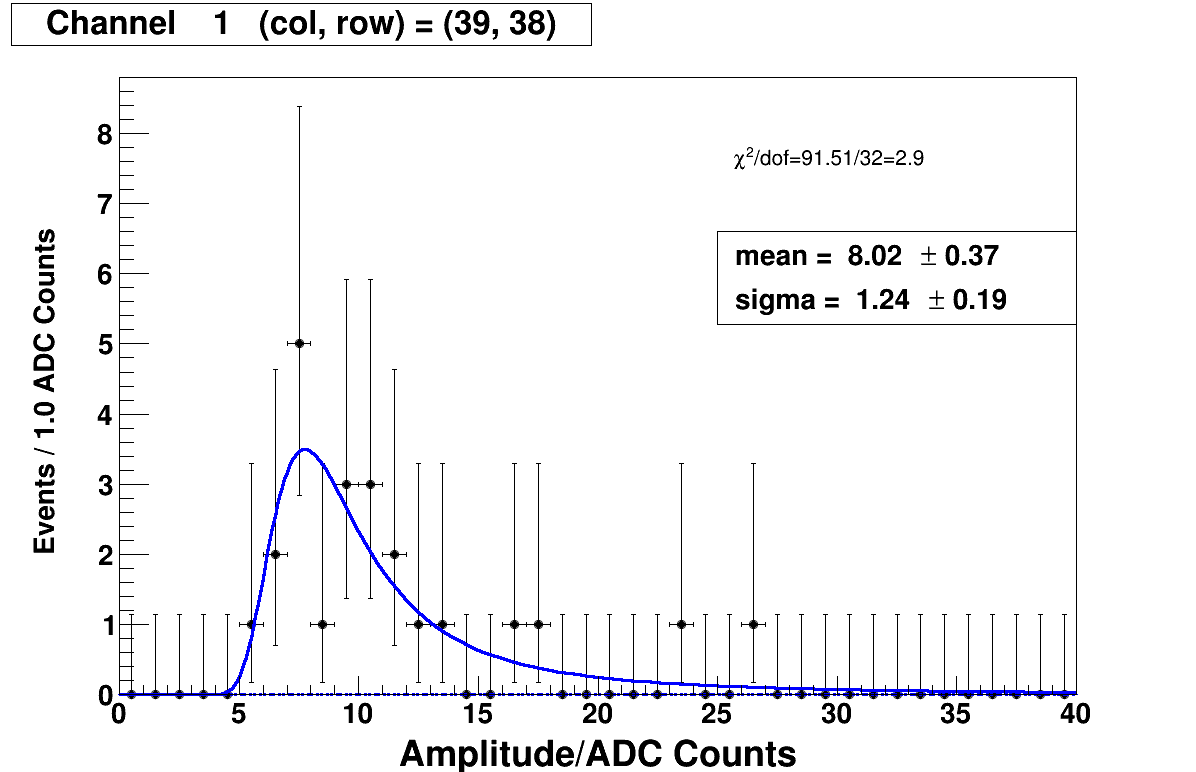 Channel 1 (col, row) = (39, 38)
χ²/dof=91.51/32=2.9
mean = 8.02 ± 0.37
sigma = 1.24 ± 0.19
Events / 1.0 ADC Counts
8
7
6
5
4
3
2
1
0
0 5 10 15 20 25 30 35 40
Amplitude/ADC Counts